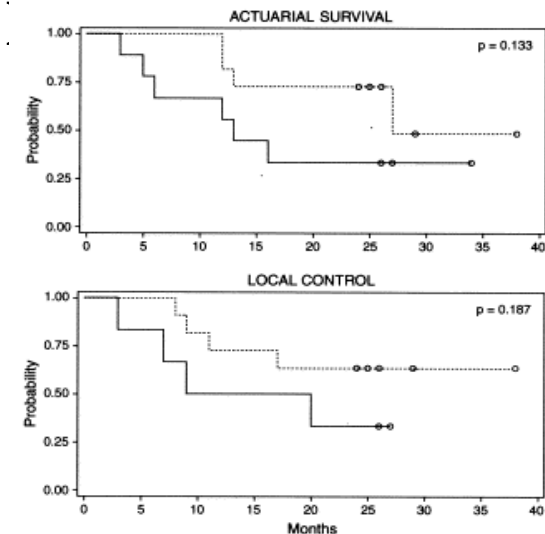 ACTUARIAL SURVIVAL
p = 0.133
1.00
0.75
0.50
0.25
0.00
Probability
0 5 10 15 20 25 30 35 40
LOCAL CONTROL
p = 0.187
1.00
0.75
0.50
0.25
0.00
Probability
0 5 10 15 20 25 30 35 40
Months